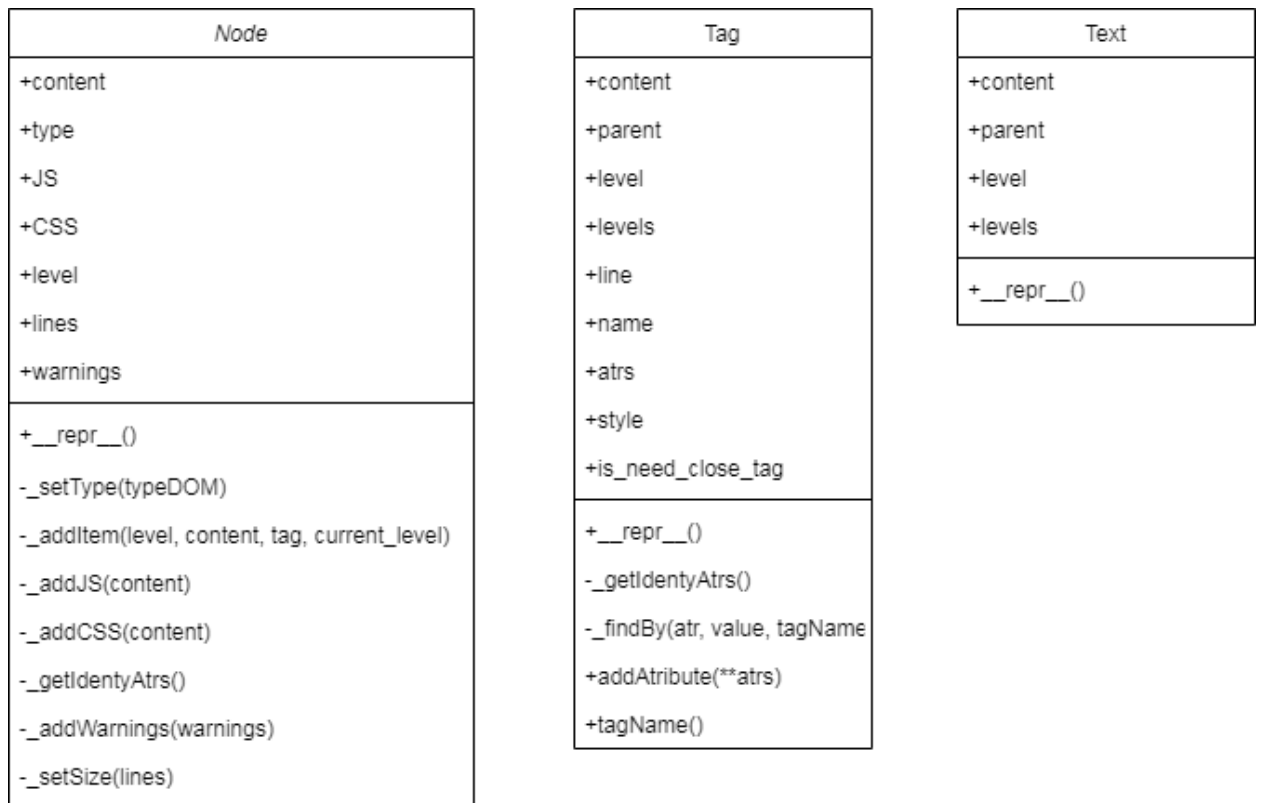 Node
+content
+type
+JS
+CSS
+level
+lines
+warnings
+__repr__()
-_setType(typeDOM)
-_addItem(level, content, tag, current_level)
-_addJS(content)
-_addCSS(content)
-_getIdentyAtrs()
-_addWarnings(warnings)
-_setSize(lines)
Tag
+content
+parent
+level
+levels
+line
+name
+atrs
+style
+is_need_close_tag
+__repr__()
-_getIdentyAtrs()
-_findBy(atr, value, tagName
+addAtribute(**atrs)
+tagName()
Text
+content
+parent
+level
+levels
+__repr__()